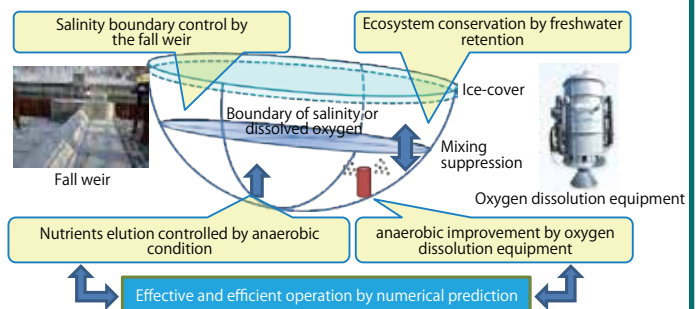 Salinity boundary control by
the fall weir
Ecosystem conservation by freshwater
retention
Ice-cover
Boundary of salinity or
dissolved oxygen
Mixing
suppression
Fall weir
Oxygen dissolution equipment
Nutrients elution controlled by anaerobic
condition
anaerobic improvement by oxygen
dissolution equipment
Effective and efficient operation by numerical prediction